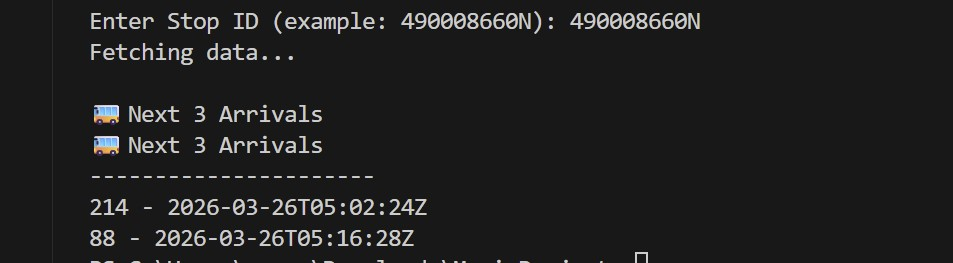 Enter Stop ID (example: 490008660N): 490008660N
Fetching data...
🚌 Next 3 Arrivals
🚌 Next 3 Arrivals
----------------------
214 - 2026-03-26T05:02:24Z
88 - 2026-03-26T05:16:28Z